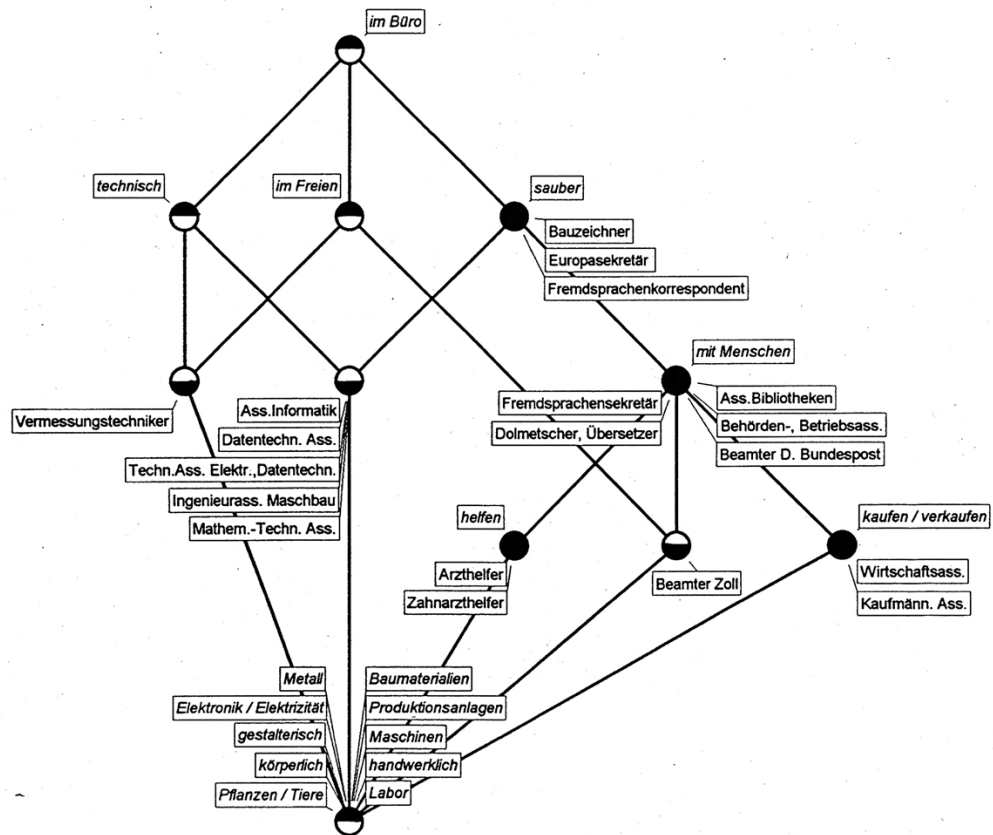 im Büro
technisch
im Freien
sauber
Bauzeichner
Europasekretär
Fremdsprachenkorrespondent
mit Menschen
Vermessungstechniker
Ass.Informatik
Datentechn. Ass.
Techn.Ass. Elektr.,Datentechn.
Ingenieurass. Maschbau
Mathem.-Techn. Ass.
Fremdsprachensekretär
Dolmetscher, Übersetzer
Ass.Bibliotheken
Behörden-, Betriebsass.
Beamter D. Bundespost
helfen
Arzthelfer
Zahnarzthelfer
Beamter Zoll
kaufen / verkaufen
Wirtschaftsass.
Kaufmänn. Ass.
Metall
Elektronik / Elektrizität
gestalterisch
körperlich
Pflanzen / Tiere
Baumaterialien
Produktionsanlagen
Maschinen
handwerklich
Labor